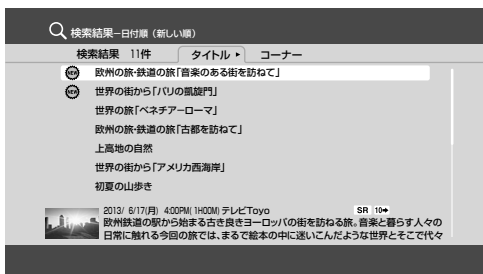 検索結果–日付順（新しい順）
検索結果 11件 タイトル▶ コーナー
NEW 欧州の旅・鉄道の旅「音楽のある街を訪ねて」
NEW 世界の街から「パリの凱旋門」
世界の旅「ベネチアーローマ」
欧州の旅・鉄道の旅「古都を訪ねて」
上高地の自然
世界の街から「アメリカ西海岸」
初夏の山歩き
2013/ 6/17(月) 4:00PM( 1H00M) テレビToyo SR 10➡
欧州鉄道の駅から始まる古き良きヨーロッパの街を訪ねる旅。音楽と暮らす人々の
日常に触れる今回の旅では、まるで絵本の中に迷いこんだような世界とそこで代々